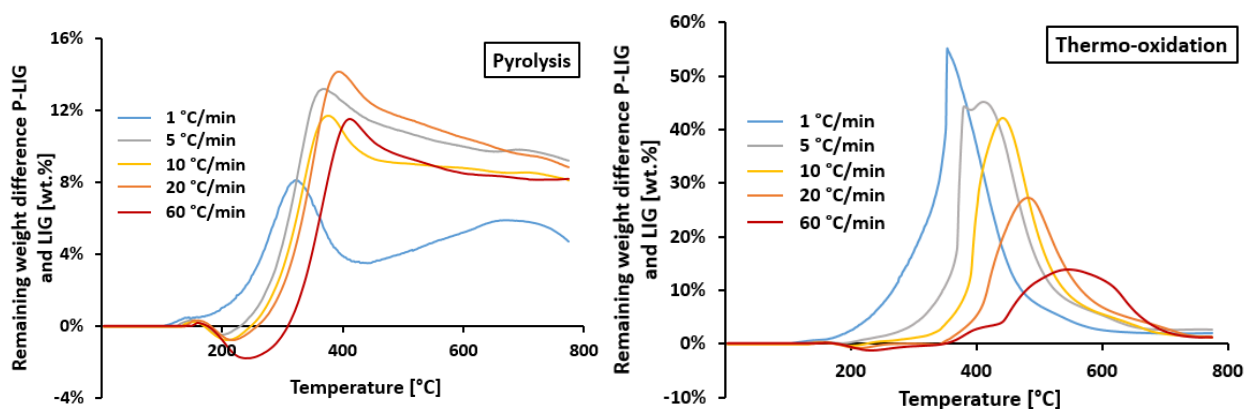 16%
12%
8%
4%
0%
-4%
Remaining weight difference P-LIG
and LIG [wt.%]
Pyrolysis
1 °C/min
5 °C/min
10 °C/min
20 °C/min
60 °C/min
200
400
600
800
Temperature [°C]
60%
50%
40%
30%
20%
10%
0%
-10%
Remaining weight difference P-LIG
and LIG [wt.%]
Thermo-oxidation
1 °C/min
5 °C/min
10 °C/min
20 °C/min
60 °C/min
200
400
600
800
Temperature [°C]